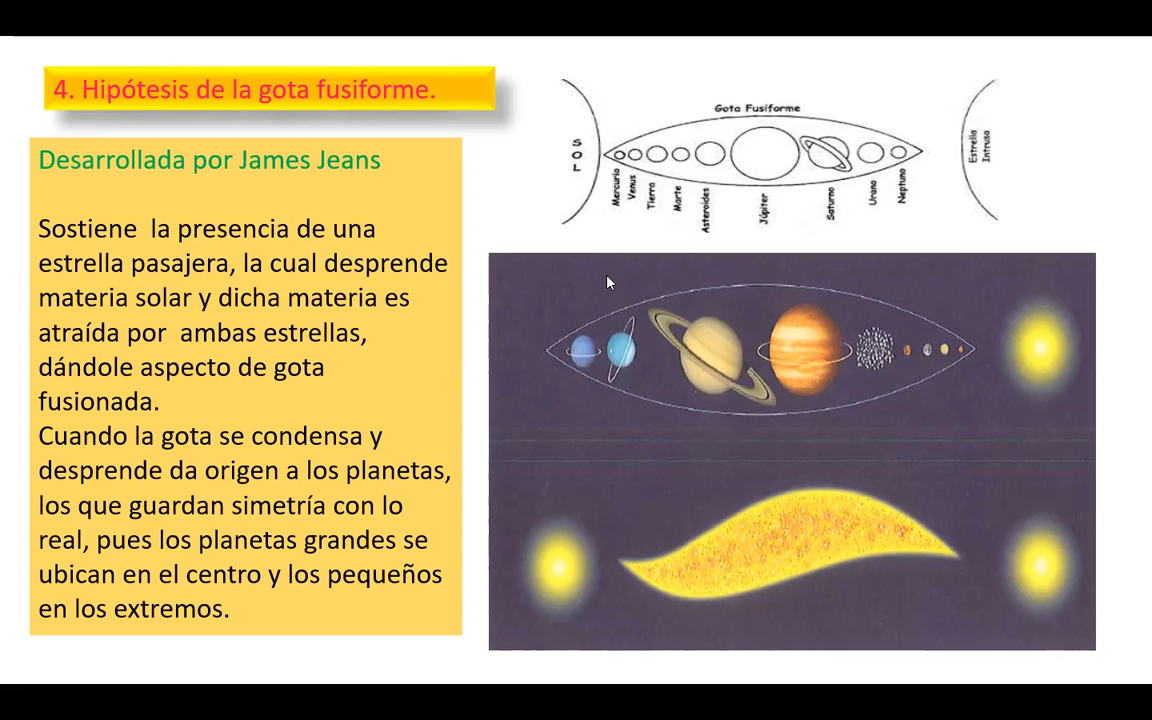 4. Hipótesis de la gota fusiforme.
Desarrollada por James Jeans
Sostiene  la presencia de una
estrella pasajera, la cual desprende
materia solar y dicha materia es
atraída por  ambas estrellas,
dándole aspecto de gota
fusionada.
Cuando la gota se condensa y
desprende da origen a los planetas,
los que guardan simetría con lo
real, pues los planetas grandes se
ubican en el centro y los pequeños
en los extremos.
Gota Fusiforme
SOL
Mercurio
Venus
Tierra
Marte
Asteroides
Júpiter
Saturno
Urano
Neptuno
Estrella
Intrusa